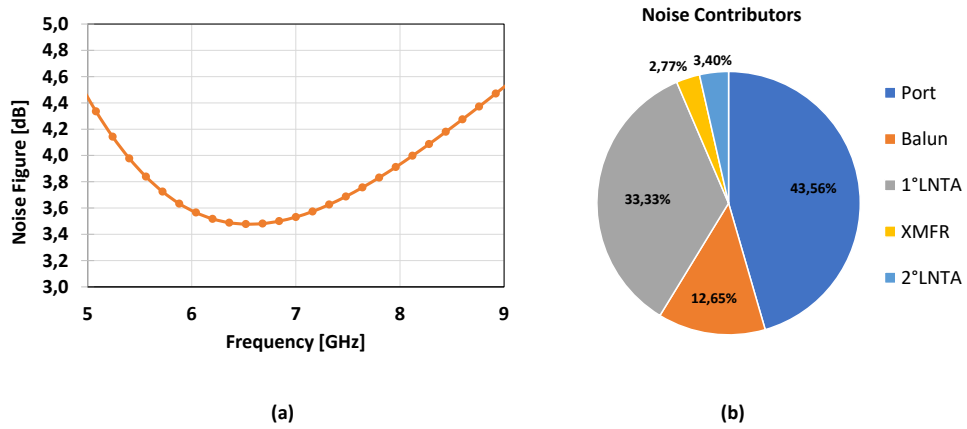 Noise Contributors
5,0
4,8
4,6
4,4
4,2
4,0
3,8
3,6
3,4
3,2
3,0
Noise Figure [dB]
5
6
7
8
9
Frequency [GHz]
(a)
2,77%
3,40%
33,33%
43,56%
12,65%
Port
Balun
1°LNTA
XMFR
2°LNTA
(b)